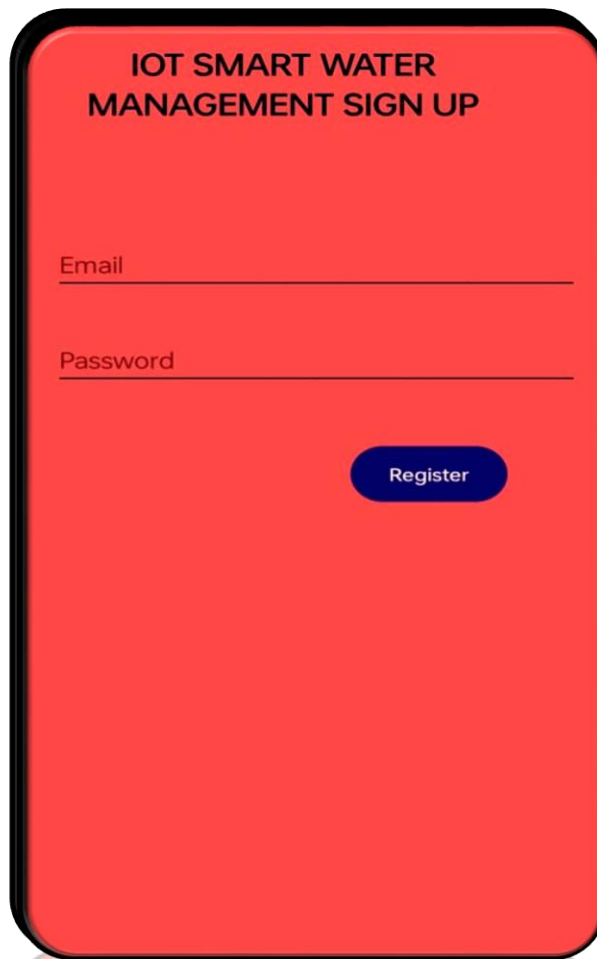 IOT SMART WATER
MANAGEMENT SIGN UP
Email
Password
Register